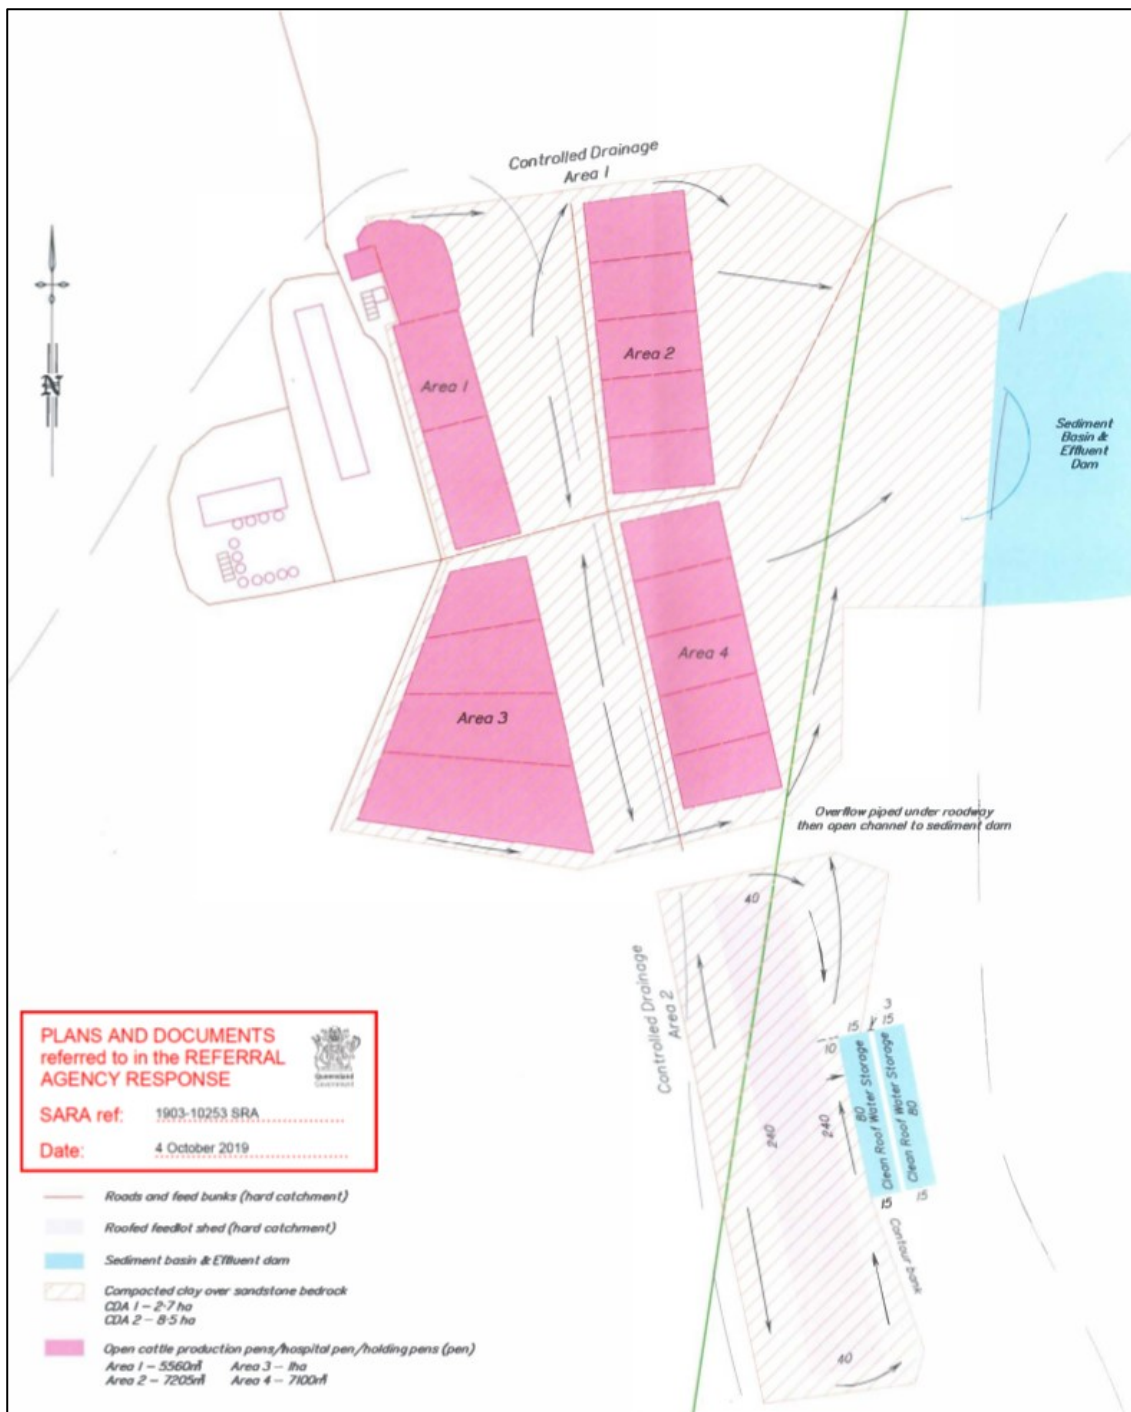 Controlled Drainage
Area 1
N
Area 1
Area 2
Sediment
Basin &
Effluent
Dam
Area 3
Area 4
Overflow piped under roadway
then open channel to sediment dam
Controlled Drainage
Area 2
40
240
240
40
3
15
15
10
Clean Roof Water Storage
80
Clean Roof Water Storage
80
15
15
Contour bank
PLANS AND DOCUMENTS
referred to in the REFERRAL
AGENCY RESPONSE
Queensland
Government
SARA ref: 1903-10253 SRA
Date: 4 October 2019
Roads and feed bunks (hard catchment)
Roofed feedlot shed (hard catchment)
Sediment basin & Effluent dam
Compacted clay over sandstone bedrock
CDA 1 - 2·7 ha
CDA 2 - 8·5 ha
Open cattle production pens/hospital pen/holding pens (pen)
Area 1 - 5560m² Area 3 - 1ha
Area 2 - 7205m² Area 4 - 7100m²